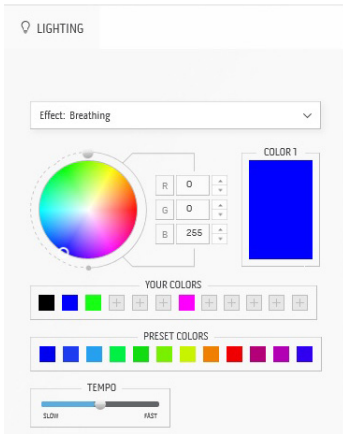 LIGHTING
Effect: Breathing
COLOR 1
R 0
G 0
B 255
YOUR COLORS
PRESET COLORS
TEMPO
SLOW FAST